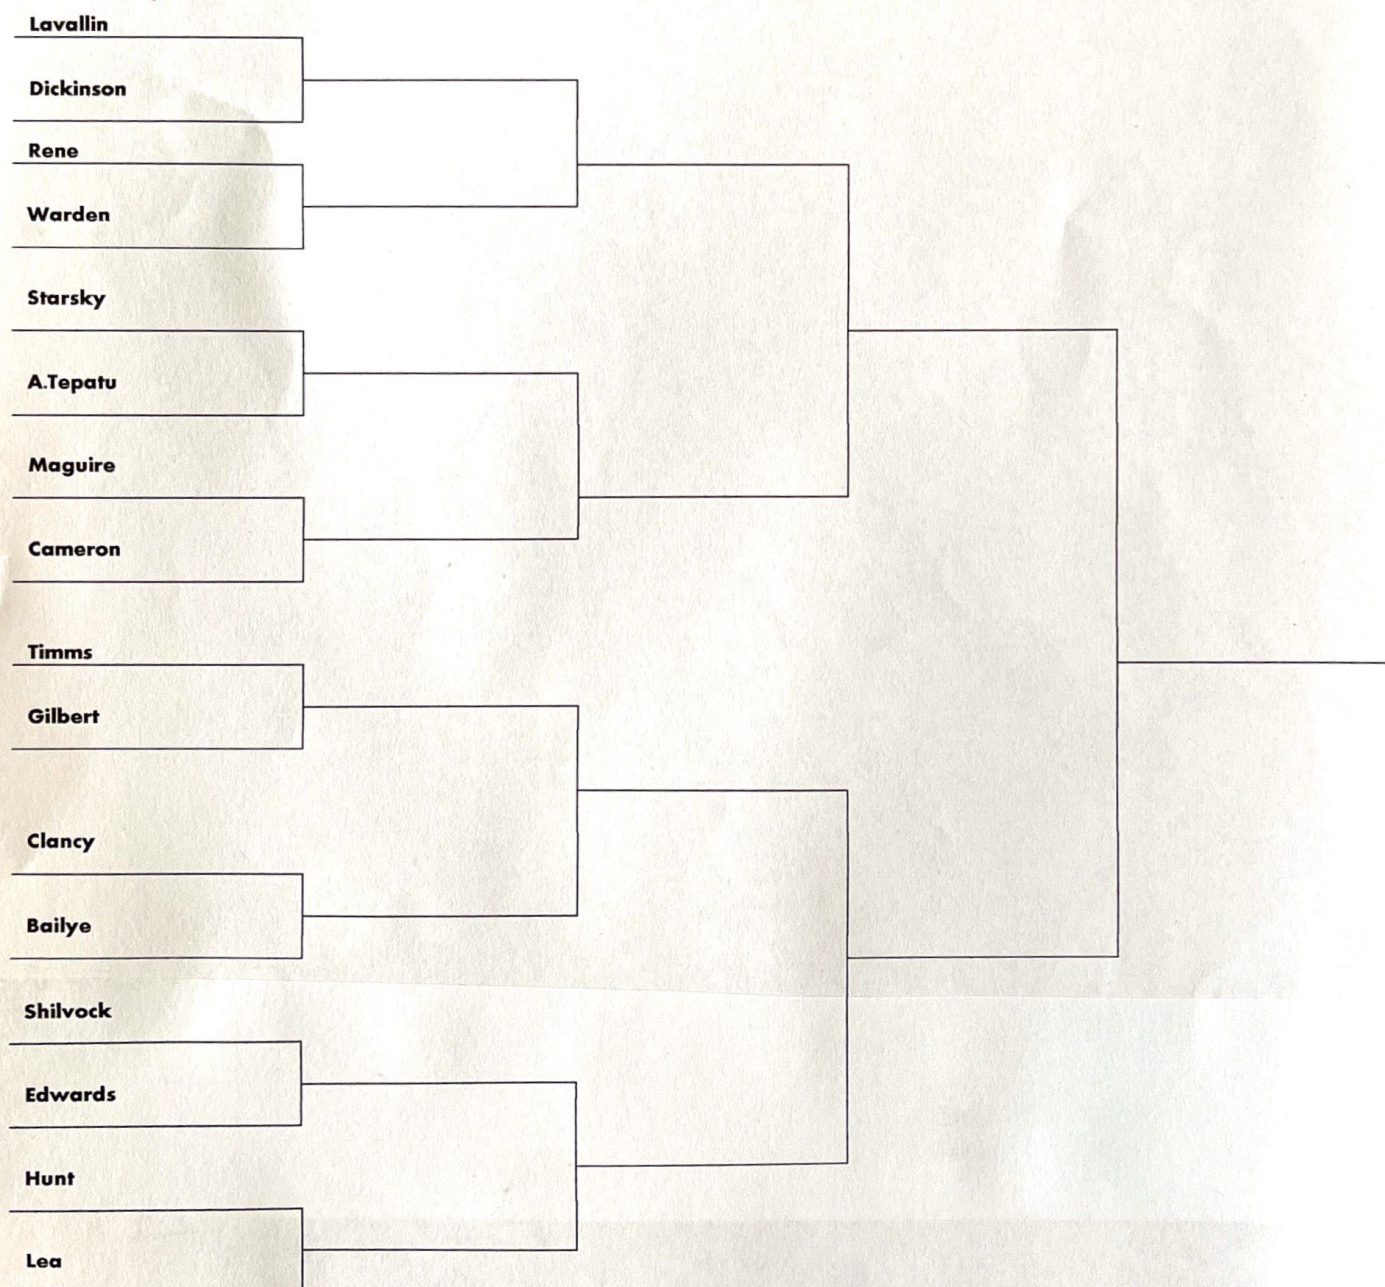 Lavallin
Dickinson
Rene
Warden
Starsky
A.Tepatu
Maguire
Cameron
Timms
Gilbert
Clancy
Bailye
Shilvock
Edwards
Hunt
Lea